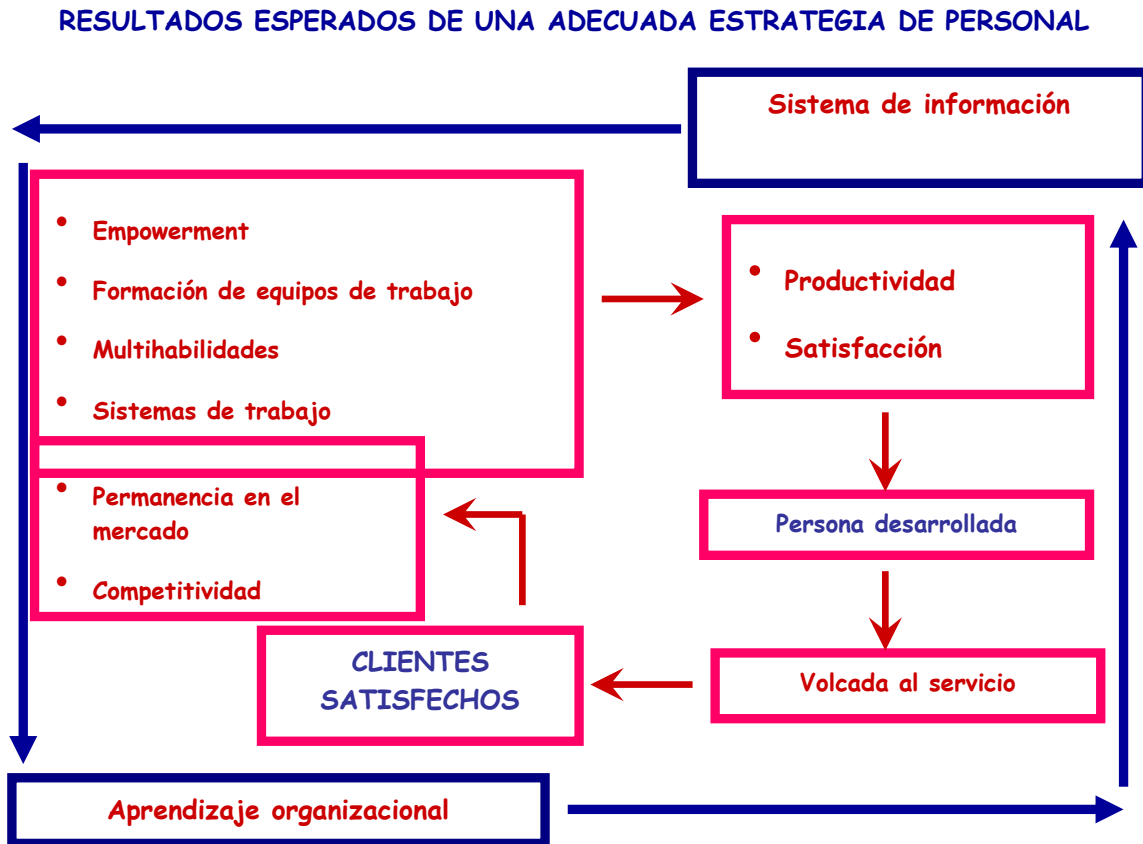 RESULTADOS ESPERADOS DE UNA ADECUADA ESTRATEGIA DE PERSONAL
Sistema de información
• Empowerment
• Formación de equipos de trabajo
• Multihabilidades
• Sistemas de trabajo
• Productividad
• Satisfacción
Persona desarrollada
Volcada al servicio
CLIENTES
SATISFECHOS
• Permanencia en el
mercado
• Competitividad
Aprendizaje organizacional